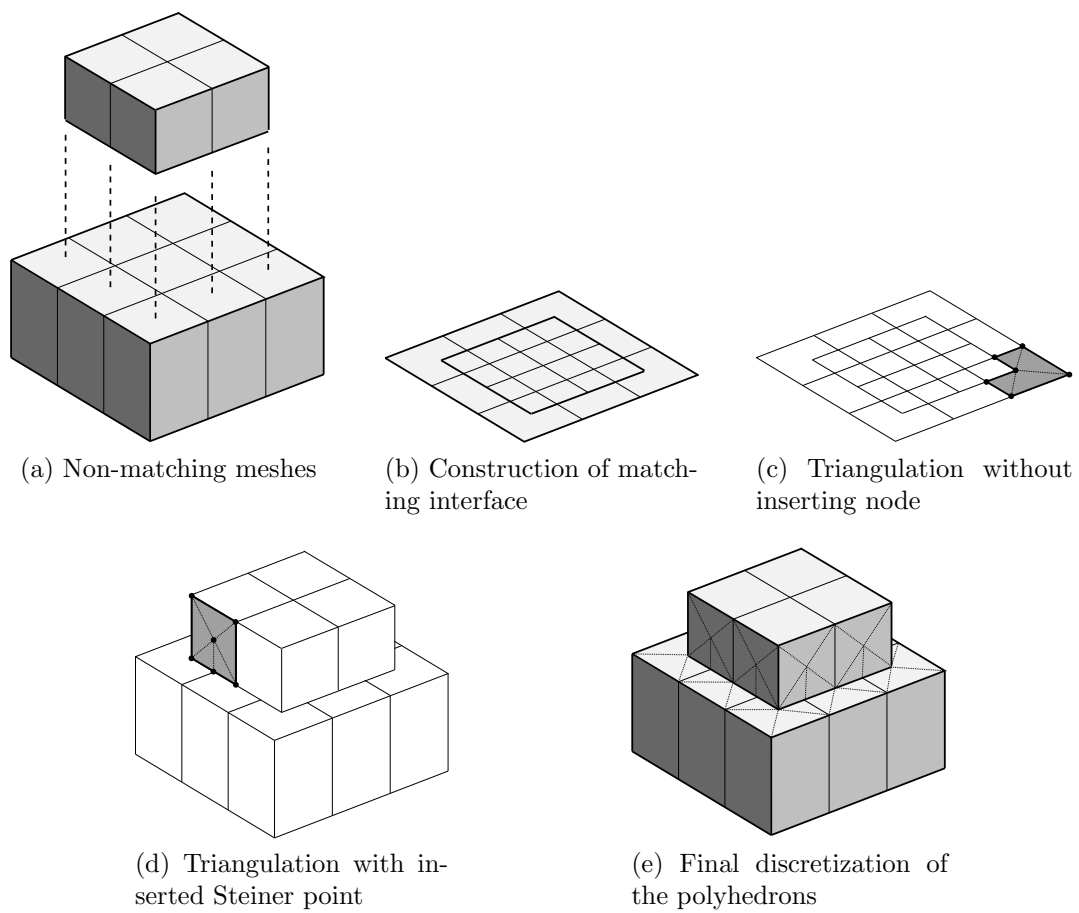 (a) Non-matching meshes
(b) Construction of match-
ing interface
(c) Triangulation without
inserting node
(d) Triangulation with in-
serted Steiner point
(e) Final discretization of
the polyhedrons